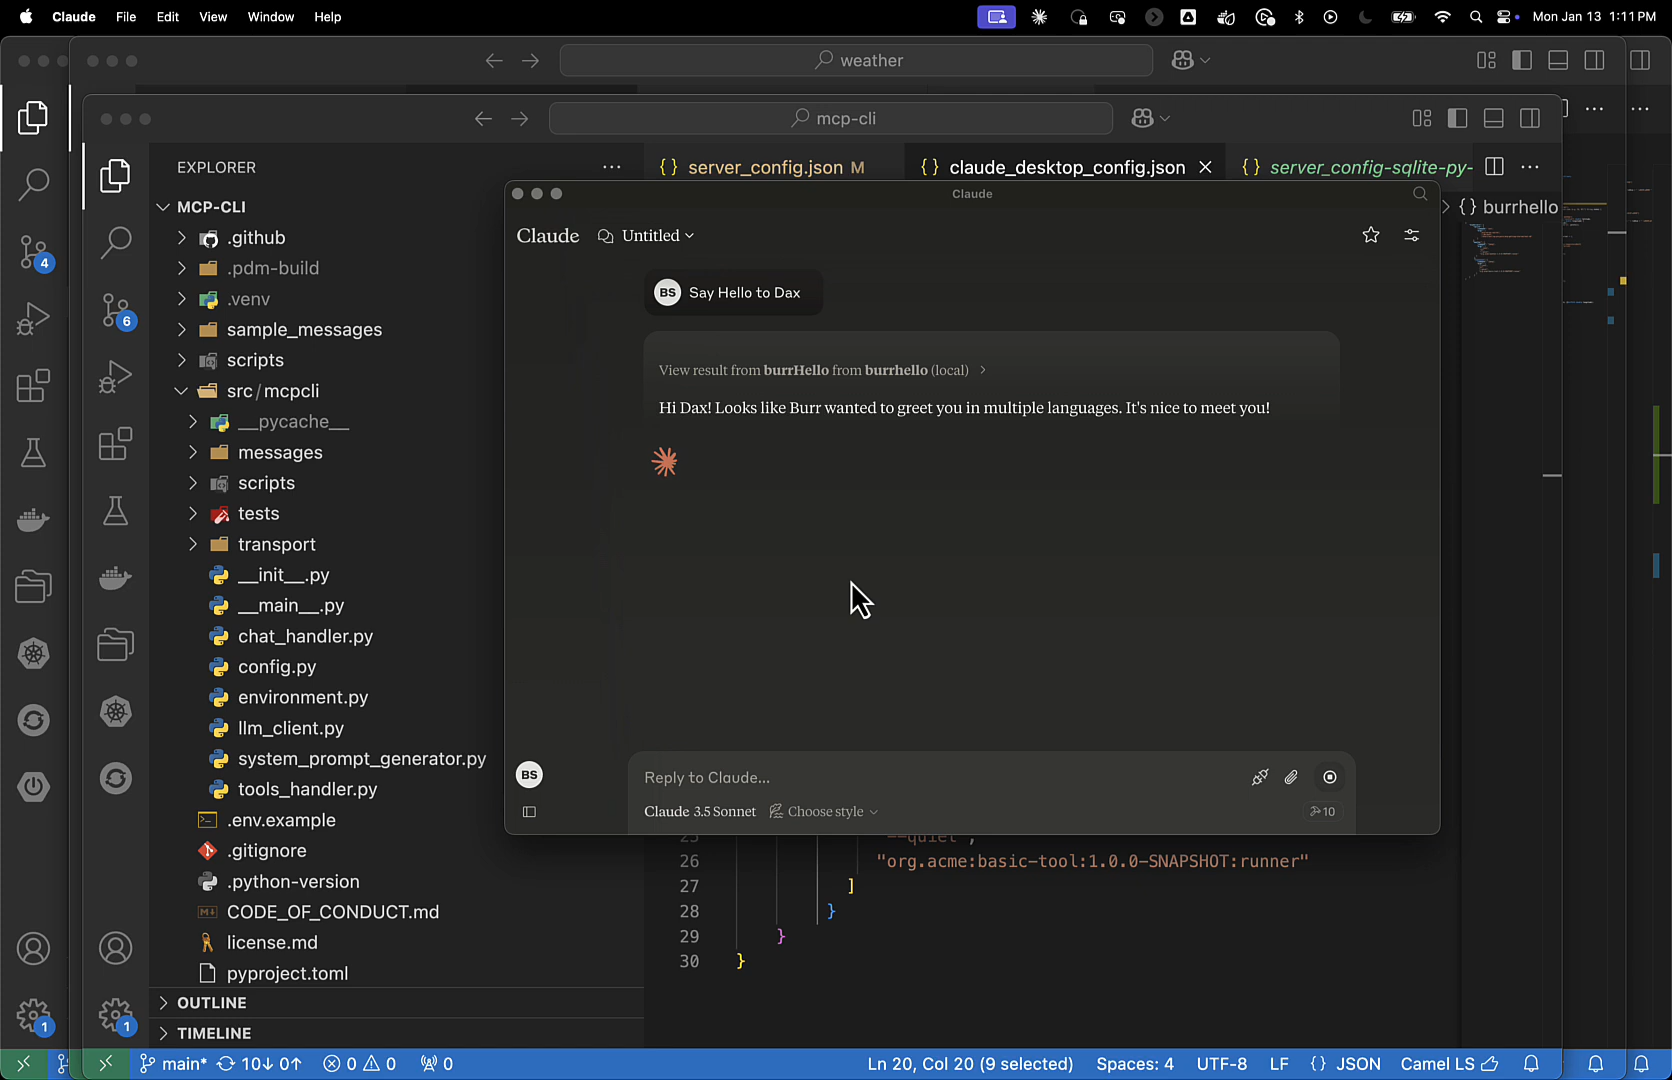 Claude File Edit View Window Help Mon Jan 13 1:11 PM
weather
mcp-cli
EXPLORER
server_config.json M
claude_desktop_config.json
server_config-sqlite-py-
MCP-CLI
burrhello
.github
.pdm-build
.venv
sample_messages
scripts
src/mcpcli
__pycache__
messages
scripts
tests
transport
__init__.py
__main__.py
chat_handler.py
config.py
environment.py
llm_client.py
system_prompt_generator.py
tools_handler.py
.env.example
.gitignore
.python-version
CODE_OF_CONDUCT.md
license.md
pyproject.toml
OUTLINE
TIMELINE
4
6
1
1
Claude
Claude Untitled
BS Say Hello to Dax
View result from burrHello from burrhello (local)
Hi Dax! Looks like Burr wanted to greet you in multiple languages. It's nice to meet you!
BS
Reply to Claude...
Claude 3.5 Sonnet Choose style 10
25 "--quiet",
26 "org.acme:basic-tool:1.0.0-SNAPSHOT:runner"
27 ]
28 }
29 }
30 }
main* 10↓ 0↑ 0 0 0 Ln 20, Col 20 (9 selected) Spaces: 4 UTF-8 LF {} JSON Camel LS